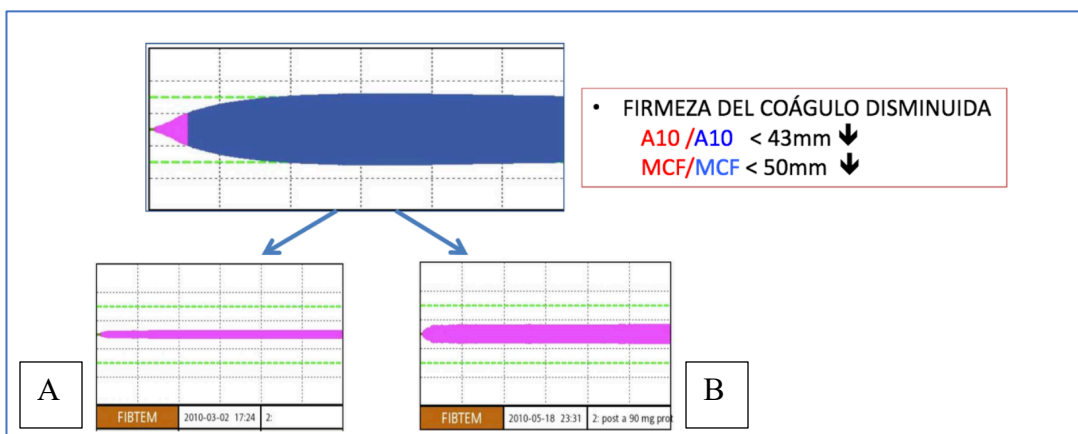 • FIRMEZA DEL COÁGULO DISMINUIDA
A10 /A10 < 43mm 🡻
MCF/MCF < 50mm 🡻
A
FIBTEM 2010-03-02 17:24 2:
FIBTEM 2010-05-18 23:31 2: post a 90 mg prot
B